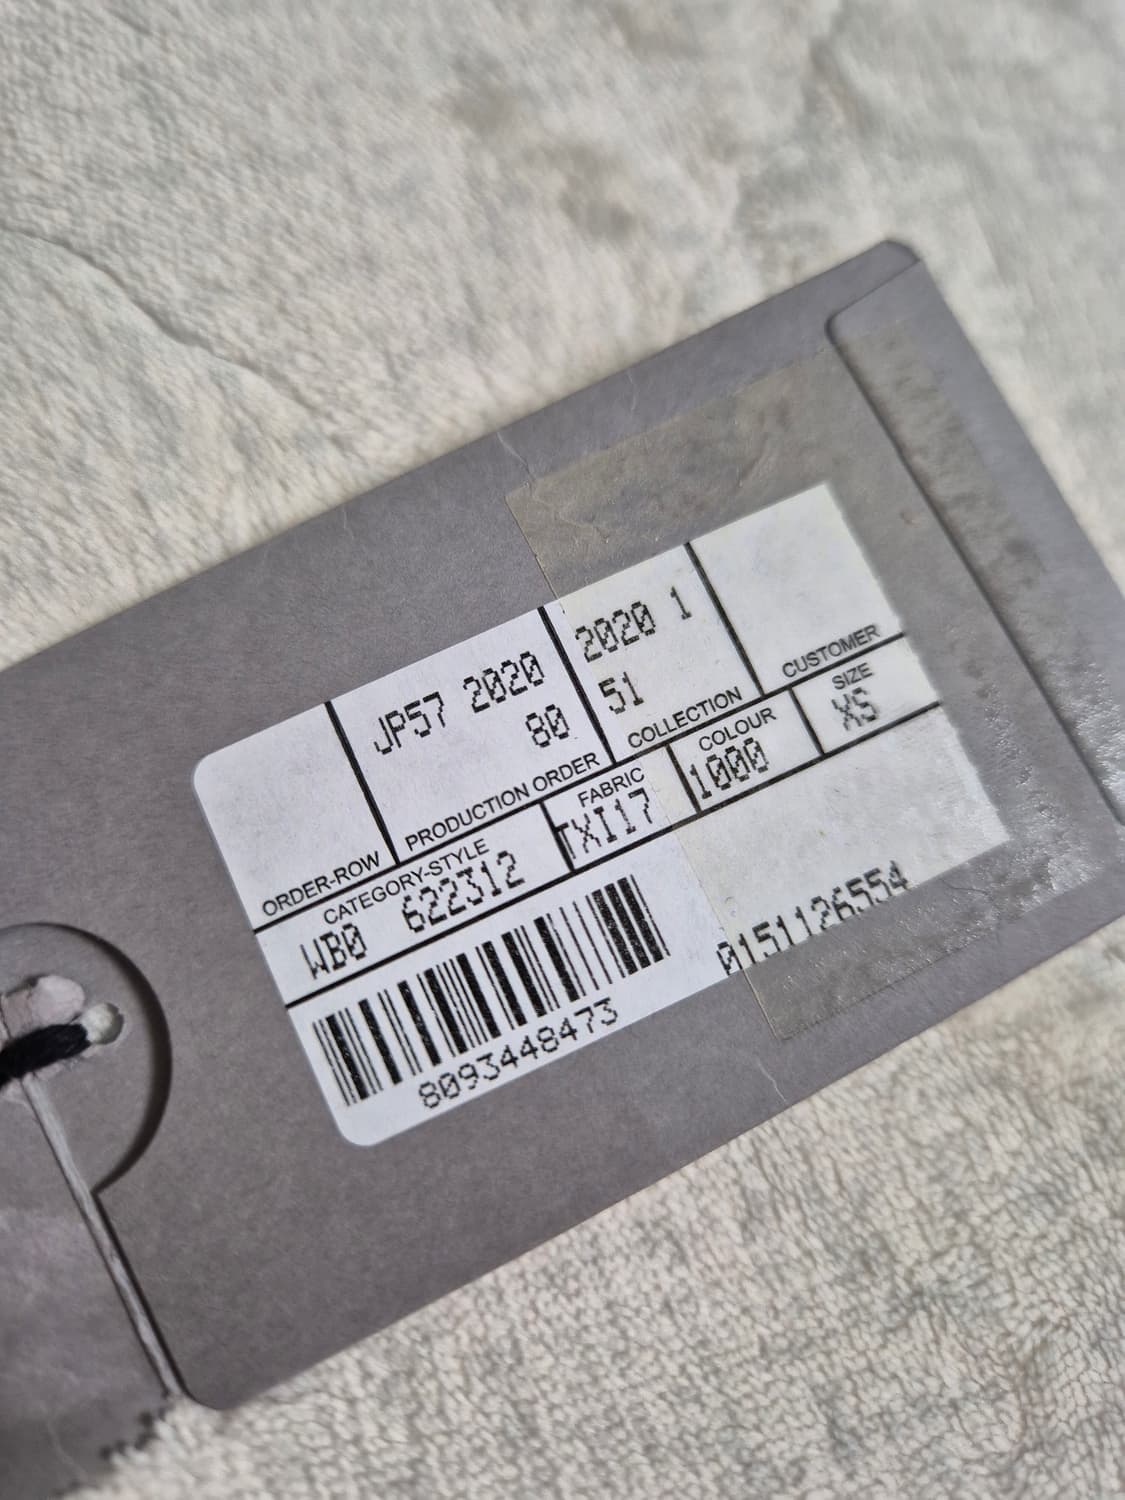 JP57 2020 2020 1
80 51
ORDER-ROW PRODUCTION ORDER COLLECTION CUSTOMER
CATEGORY-STYLE FABRIC COLOUR SIZE
WB0 622312 TXI17 1000 XS
8093448473 0151126554